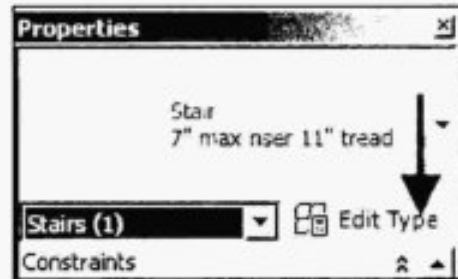 Properties
Stair
7" max riser 11" tread
Stairs (1)
Edit Type
Constraints